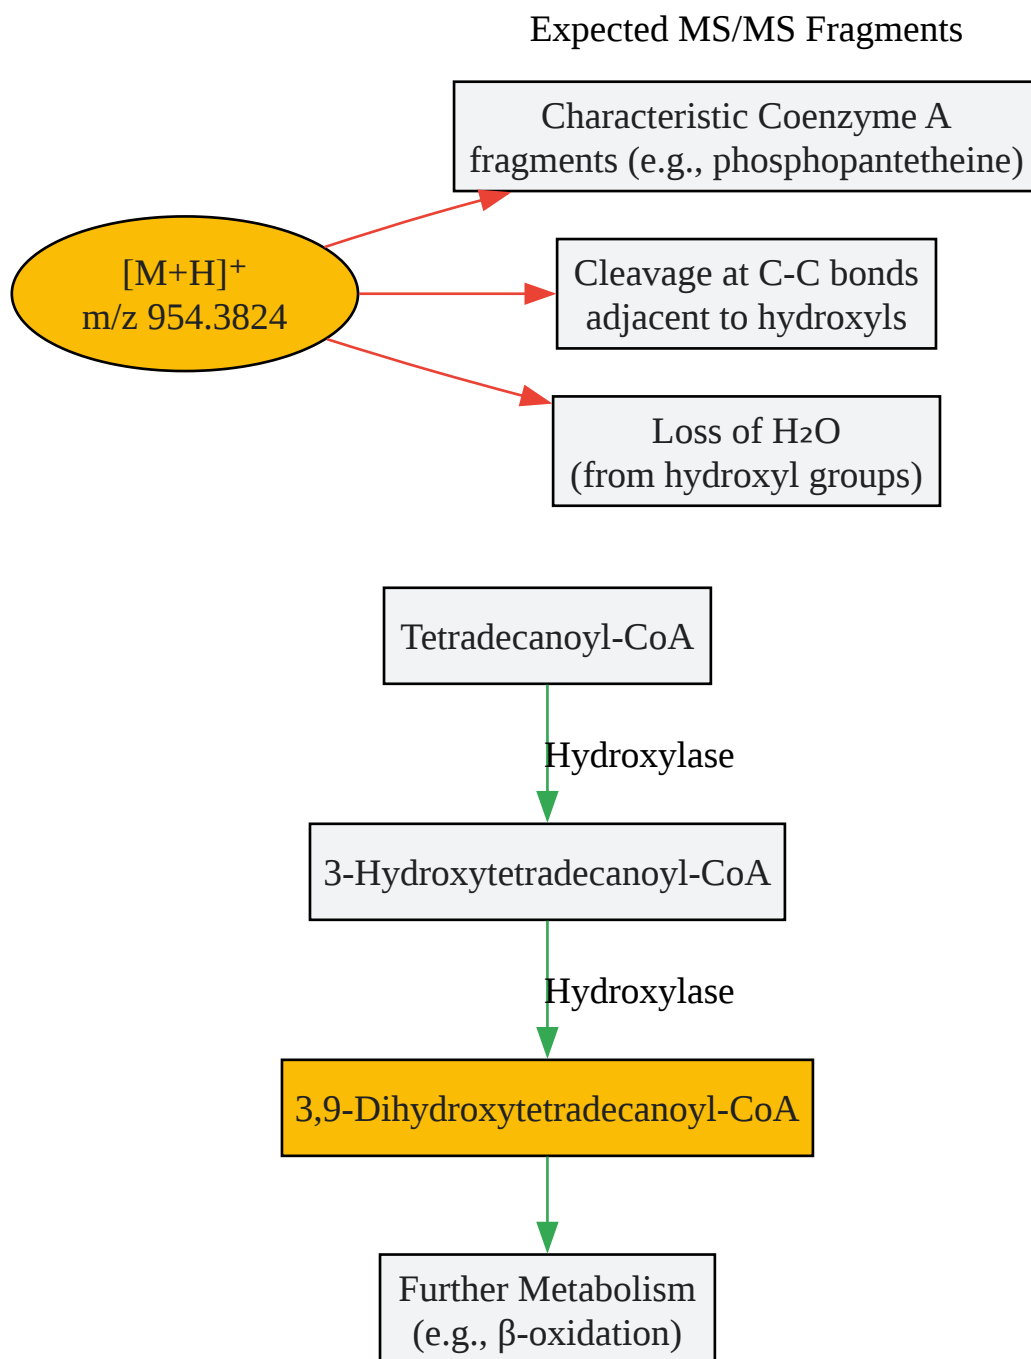 Expected MS/MS Fragments
Characteristic Coenzyme A
fragments (e.g., phosphopantetheine)
[M+H]⁺
m/z 954.3824
Cleavage at C-C bonds
adjacent to hydroxyls
Loss of H₂O
(from hydroxyl groups)
Tetradecanoyl-CoA
Hydroxylase
3-Hydroxytetradecanoyl-CoA
Hydroxylase
3,9-Dihydroxytetradecanoyl-CoA
Further Metabolism
(e.g., β-oxidation)